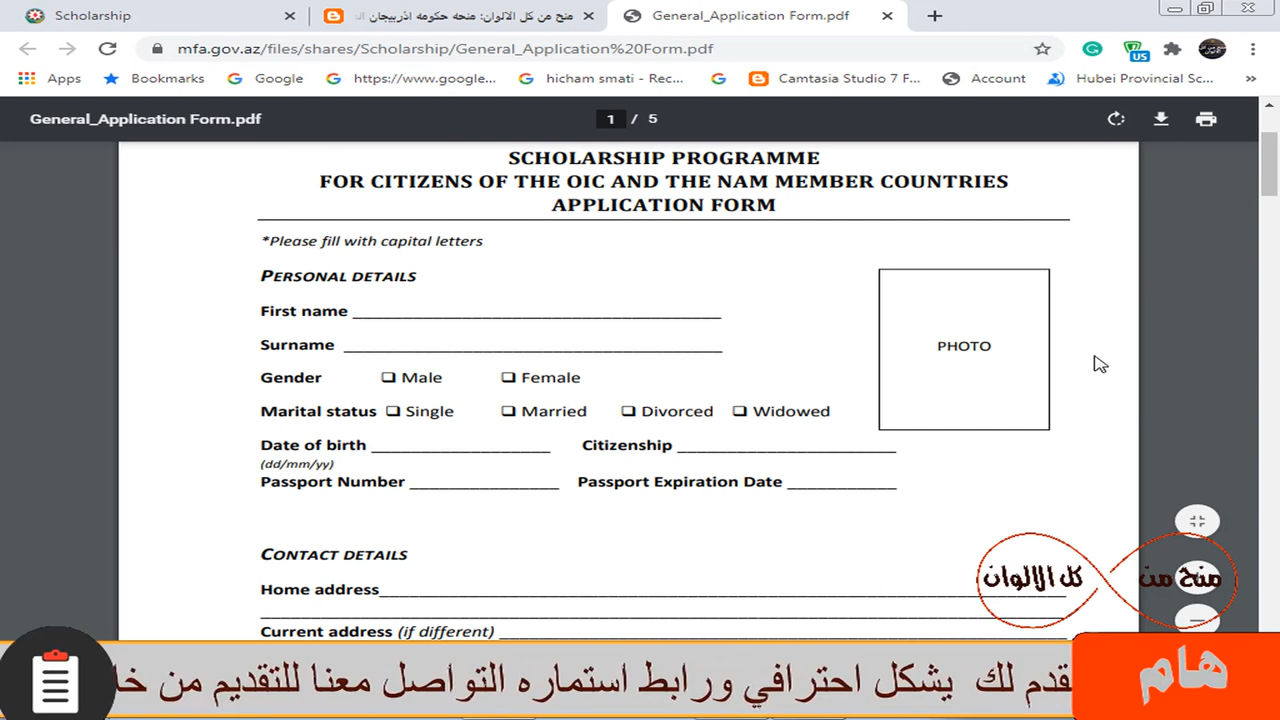 Scholarship
منح من كل الالوان: منحه حكومه اذربيجان
General_Application Form.pdf
mfa.gov.az/files/shares/Scholarship/General_Application%20Form.pdf
US
Apps
Bookmarks
Google
https://www.google...
hicham smati - Rec...
Camtasia Studio 7 F...
Account
Hubei Provincial Sc...
»
General_Application Form.pdf
1 / 5
SCHOLARSHIP PROGRAMME
FOR CITIZENS OF THE OIC AND THE NAM MEMBER COUNTRIES
APPLICATION FORM
*Please fill with capital letters
PERSONAL DETAILS
First name
Surname
Gender ❑ Male ❑ Female
Marital status ❑ Single ❑ Married ❑ Divorced ❑ Widowed
PHOTO
Date of birth Citizenship
(dd/mm/yy)
Passport Number Passport Expiration Date
CONTACT DETAILS
Home address
Current address (if different)
منح من كل الالوان
هام
قدم لك يشكل احترافي ورابط استماره التواصل معنا للتقديم من خا